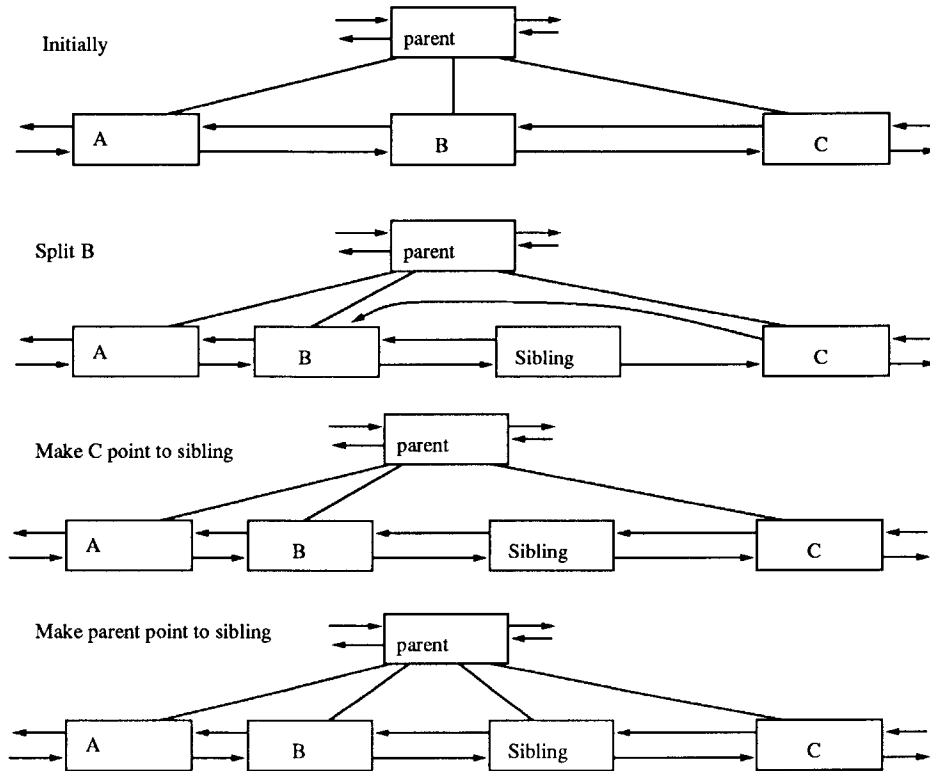 Initially
parent
A
B
C
Split B
parent
A
B
Sibling
C
Make C point to sibling
parent
A
B
Sibling
C
Make parent point to sibling
parent
A
B
Sibling
C